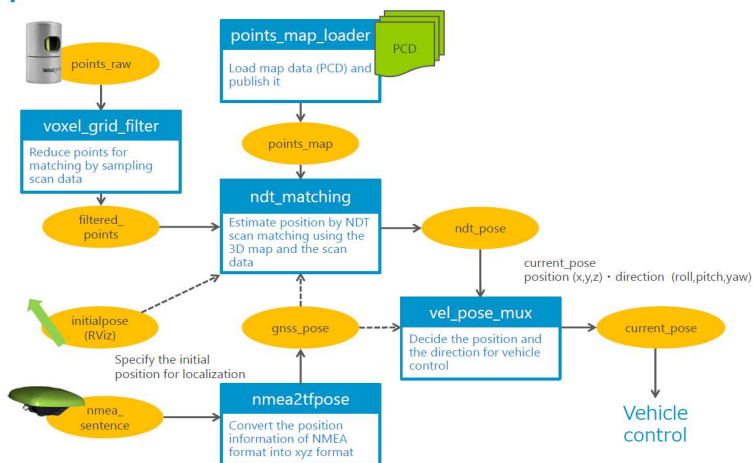 points_raw
points_map_loader
Load map data (PCD) and
publish it
PCD
voxel_grid_filter
Reduce points for
matching by sampling
scan data
points_map
filtered_
points
ndt_matching
Estimate position by NDT
scan matching using the
3D map and the scan
data
ndt_pose
current_pose
position (x,y,z)・direction (roll,pitch,yaw)
initialpose
(RViz)
gnss_pose
vel_pose_mux
Decide the position and
the direction for vehicle
control
current_pose
Specify the initial
position for localization
nmea_
sentence
nmea2tfpose
Convert the position
information of NMEA
format into xyz format
Vehicle
control